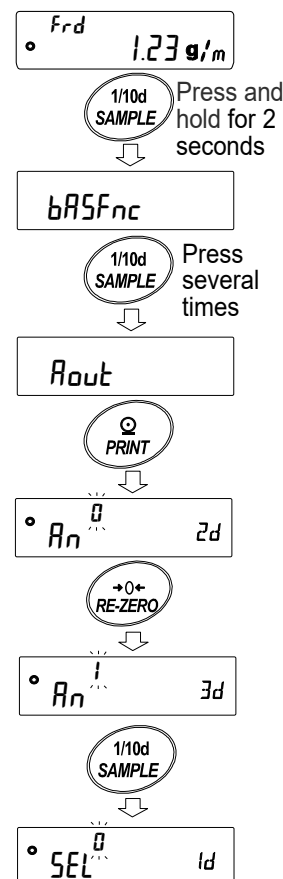 Frd
1.23 g/m
1/10d
SAMPLE
Press and
hold for 2
seconds
bASFnc
1/10d
SAMPLE
Press
several
times
Aout
PRINT
An 0 2d
→0←
RE-ZERO
An 1 3d
1/10d
SAMPLE
SEL 0 1d